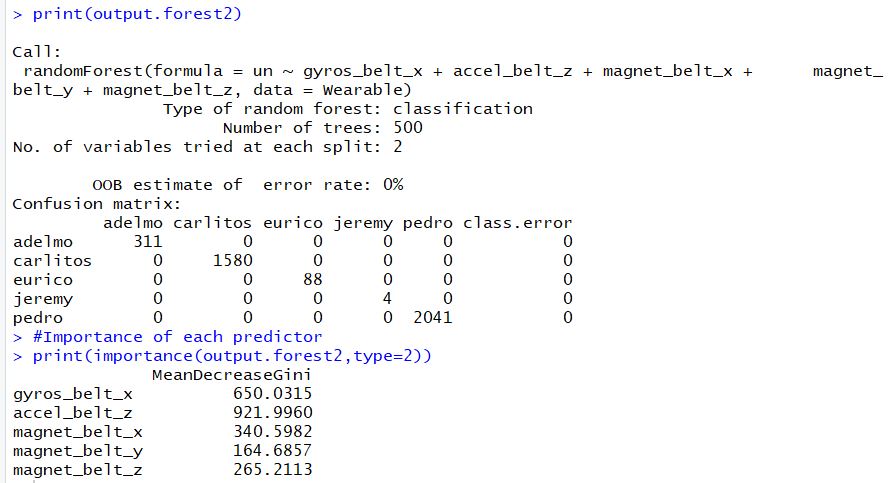 > print(output.forest2)
Call:
randomForest(formula = un ~ gyros_belt_x + accel_belt_z + magnet_belt_x + magnet_
belt_y + magnet_belt_z, data = Wearable)
Type of random forest: classification
Number of trees: 500
No. of variables tried at each split: 2
OOB estimate of error rate: 0%
Confusion matrix:
adelmo carlitos eurico jeremy pedro class.error
adelmo 311 0 0 0 0 0
carlitos 0 1580 0 0 0 0
eurico 0 0 88 0 0 0
jeremy 0 0 0 4 0 0
pedro 0 0 0 0 2041 0
> #Importance of each predictor
> print(importance(output.forest2,type=2))
MeanDecreaseGini
gyros_belt_x 650.0315
accel_belt_z 921.9960
magnet_belt_x 340.5982
magnet_belt_y 164.6857
magnet_belt_z 265.2113